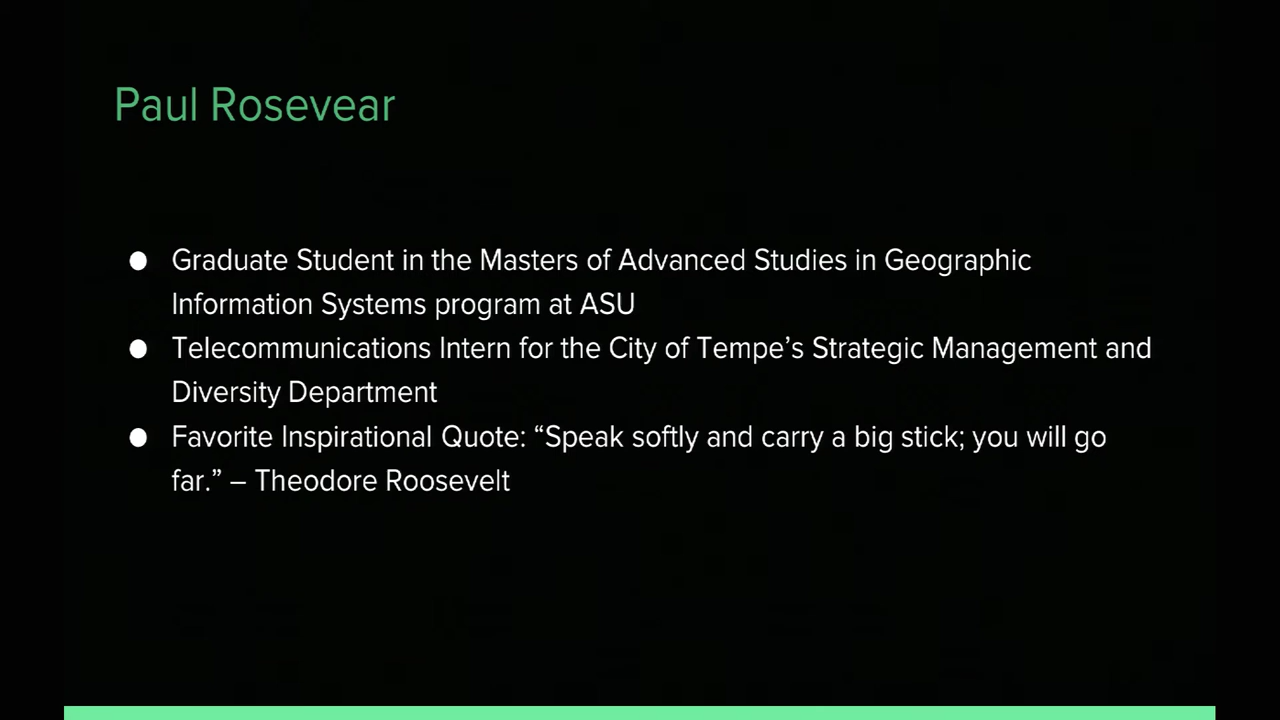 Paul Rosevear
● Graduate Student in the Masters of Advanced Studies in Geographic
Information Systems program at ASU
● Telecommunications Intern for the City of Tempe’s Strategic Management and
Diversity Department
● Favorite Inspirational Quote: “Speak softly and carry a big stick; you will go
far.” – Theodore Roosevelt